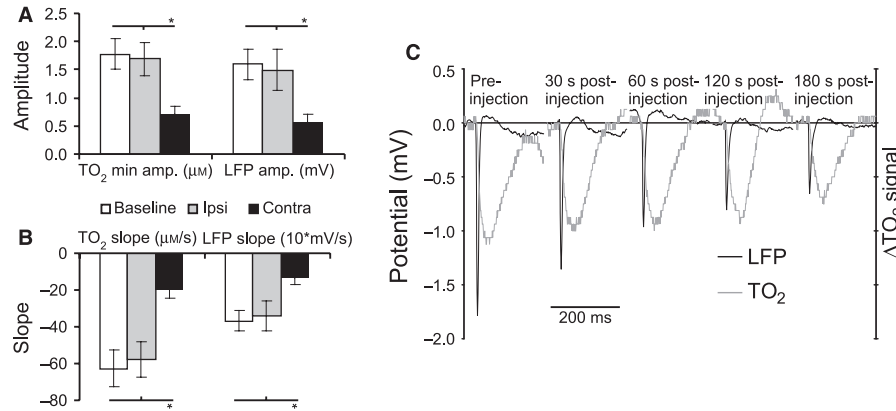 A
*
*
2.5
2.0
1.5
1.0
0.5
0.0
Amplitude
TO2 min amp. (μM) LFP amp. (mV)
Baseline Ipsi Contra
B
TO2 slope (μM/s) LFP slope (10*mV/s)
0
−20
−40
−60
−80
Slope
*
*
C
0.5
0.0
−0.5
−1.0
−1.5
−2.0
Potential (mV)
Pre-
injection
30 s post-
injection
60 s post-
injection
120 s post-
injection
180 s post-
injection
LFP
TO2
200 ms
ΔTO2 signal